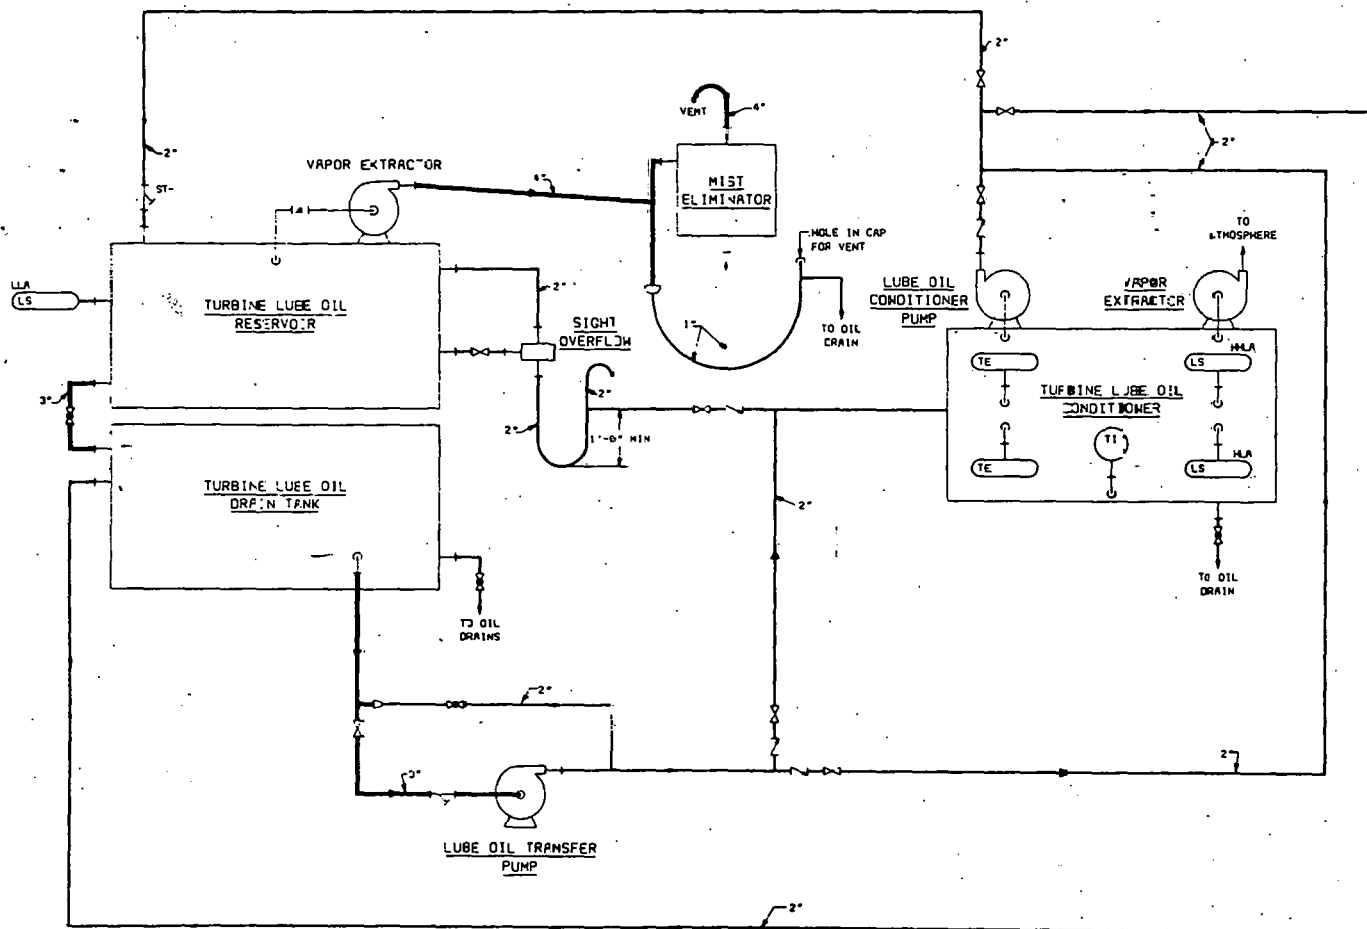 2"
VENT
4"
2"
2"
VAPOR EXTRACTOR
MIST
ELIMINATOR
ST-
4"
TO
ATHOSPHERE
HOLE IN CAP
FOR VENT
LLA
LS
TURBINE LUBE OIL
RESERVOIR
2"
LUBE OIL
CONDITIONER
PUMP
VAPOR
EXTRACTOR
SIGHT
OVERFLOW
1"
TO OIL
DRAIN
TE
LS
HHLA
3"
2"
2"
1'-0" MIN
TURBINE LUBE OIL
CONDITIONER
TI
TE
LS
HLA
TURBINE LUBE OIL
DRAIN TANK
2"
TO OIL
DRAIN
TO OIL
DRAINS
2"
3"
2"
LUBE OIL TRANSFER
PUMP
2"